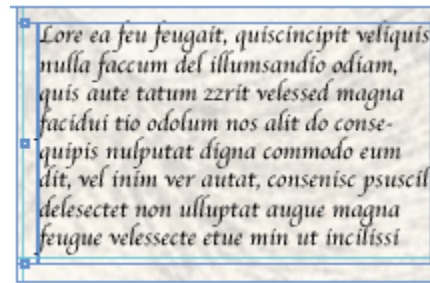 Lore ea feu feugait, quiscincipit veliquis
nulla faccum del illumsandio odiam,
quis aute tatum 22rit velessed magna
facidui tio odolum nos alit do conse-
quipis nulputat digna commodo eum
dit, vel inim ver autat, consenisc psuscil
delesectet non ulluptat augue magna
feugue velessecte etue min ut incilissi